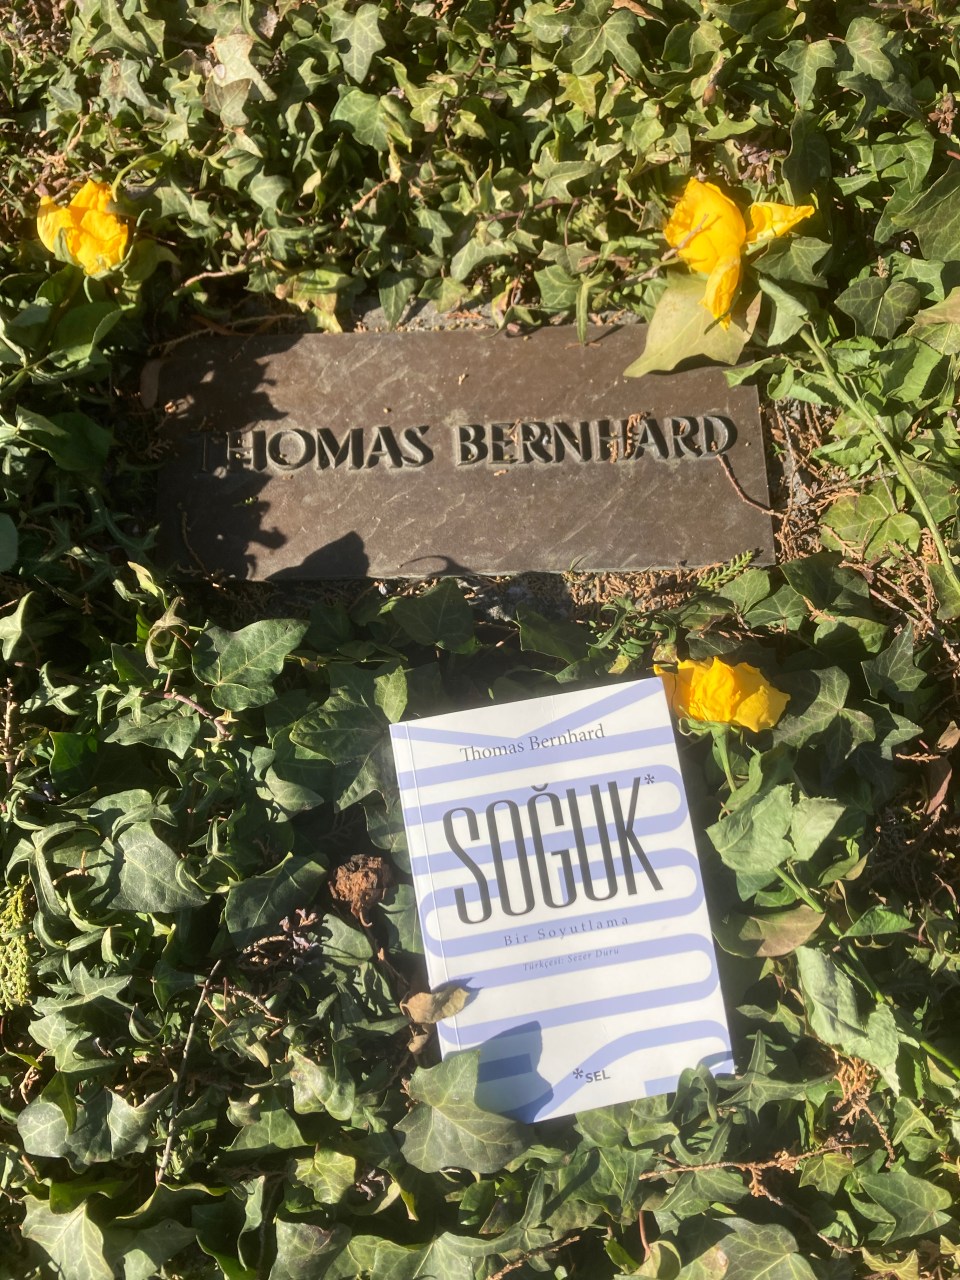 THOMAS BERNHARD
Thomas Bernhard
SOĞUK*
Bir Soyutlama
Türkçesi: Sezer Duru
*SEL